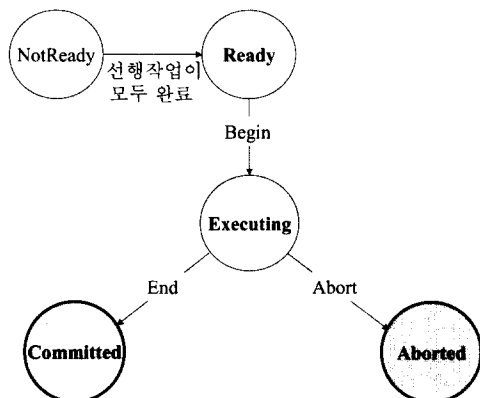 NotReady
선행작업이
모두 완료
Ready
Begin
Executing
End
Abort
Committed
Aborted